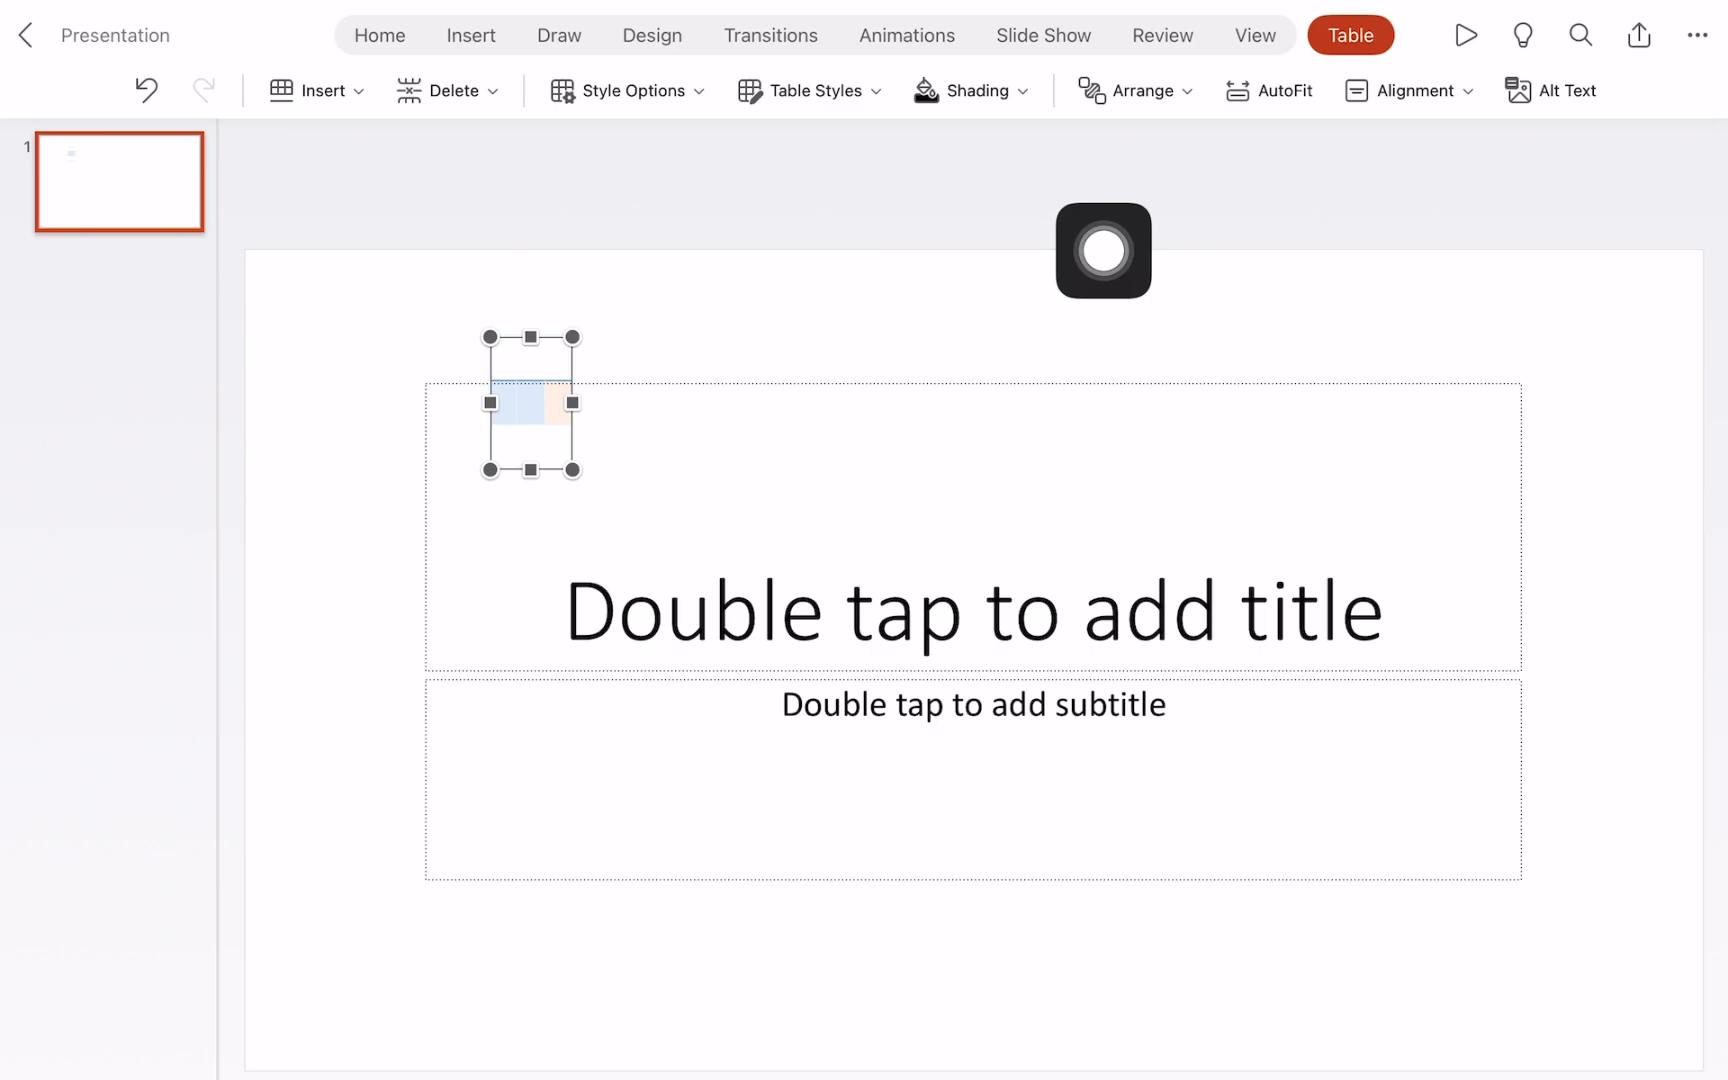 Presentation
Home Insert Draw Design Transitions Animations Slide Show Review View Table
Insert Delete Style Options Table Styles Shading Arrange AutoFit Alignment Alt Text
1
Double tap to add title
Double tap to add subtitle